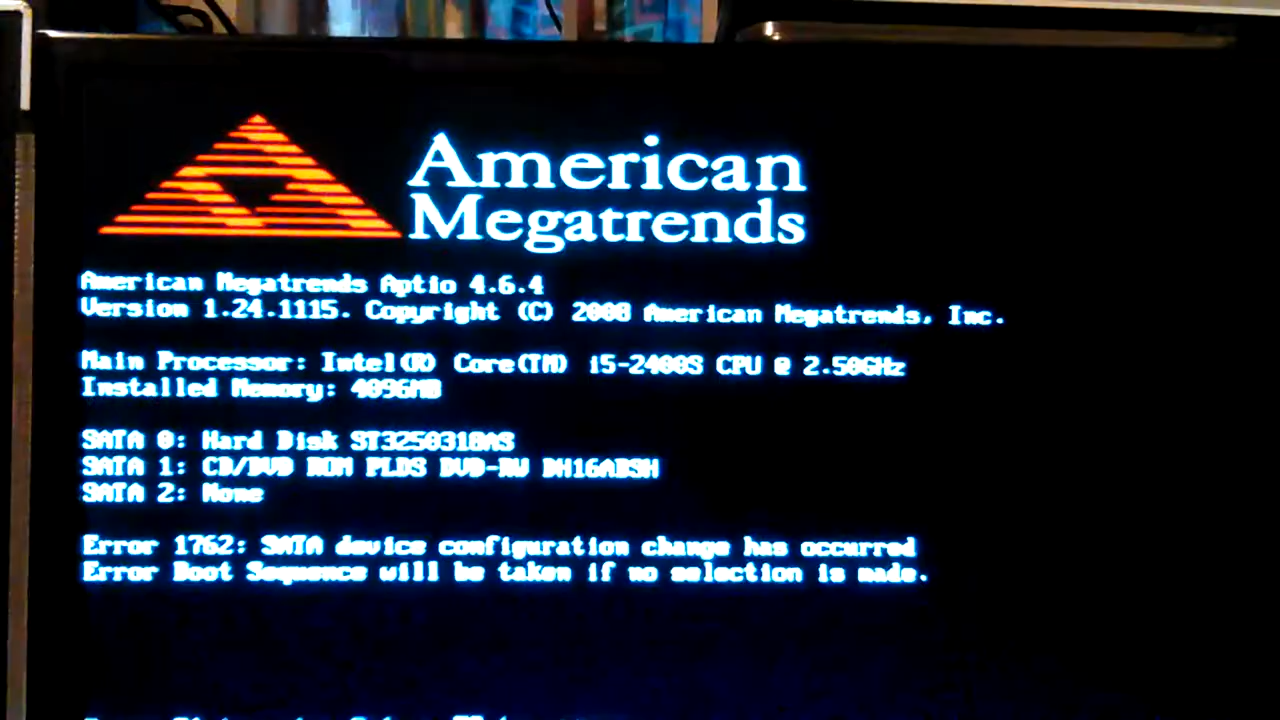 American
Megatrends
American Megatrends Aptio 4.6.4
Version 1.24.1115. Copyright (C) 2008 American Megatrends, Inc.
Main Processor: Intel(R) Core(TM) i5-2400S CPU @ 2.50GHz
Installed Memory: 4096MB
SATA 0: Hard Disk ST3250318AS
SATA 1: CD/DVD ROM PLDS DVD-RW DH16ABSH
SATA 2: None
Error 1762: SATA device configuration change has occurred
Error Boot Sequence will be taken if no selection is made.